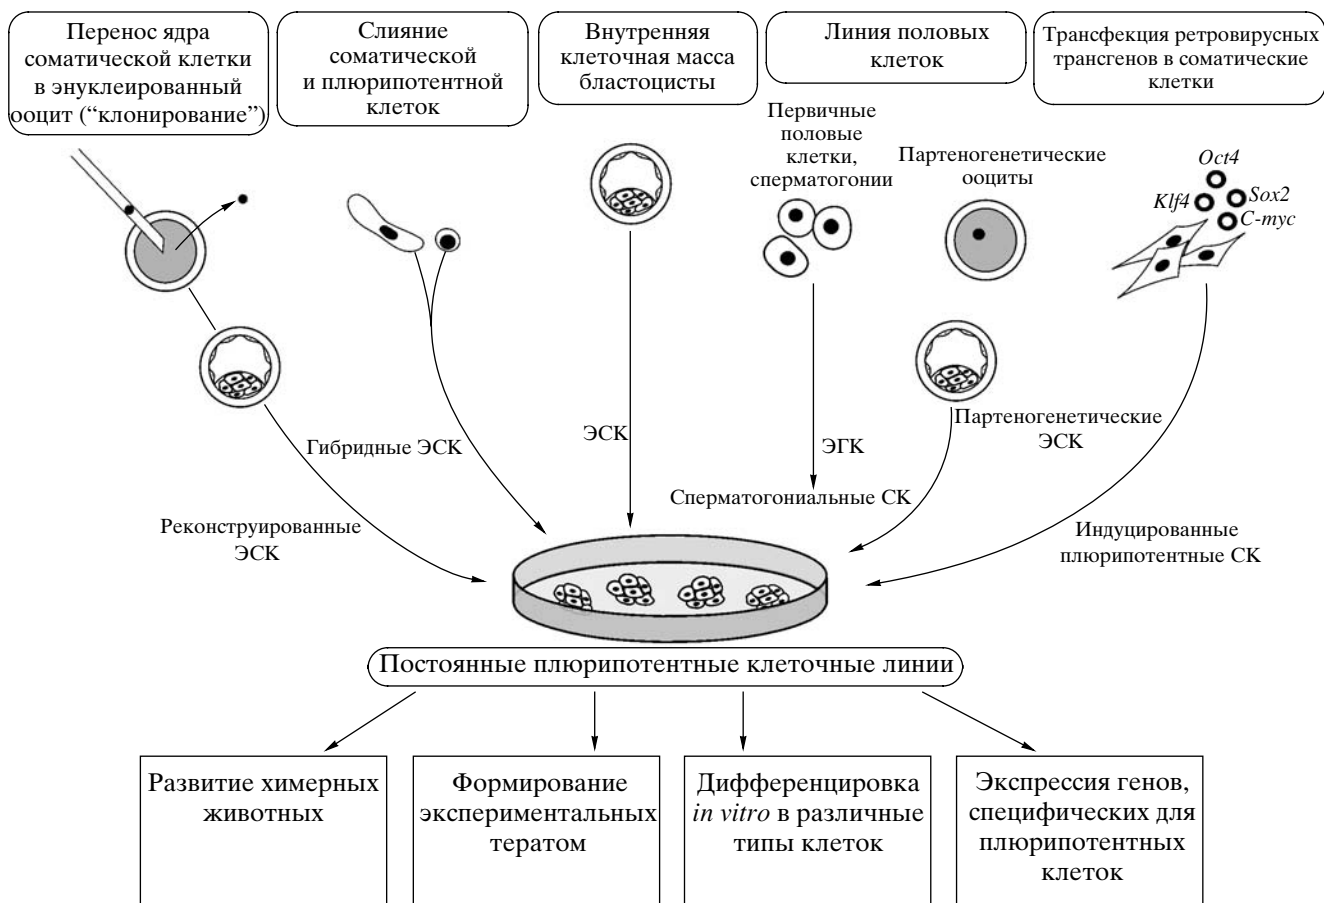 Перенос ядра
соматической клетки
в энуклеированный
ооцит (“клонирование”)
Слияние
соматической
и плюрипотентной
клеток
Внутренняя
клеточная масса
бластоцисты
Линия половых
клеток
Трансфекция ретровирусных
трансгенов в соматические
клетки
Первичные
половые
клетки,
сперматогонии
Партеногенетические
ооциты
Oct4
Sox2
Klf4
C-myc
Гибридные ЭСК
ЭСК
ЭГК
Партеногенетические
ЭСК
Сперматогониальные СК
Реконструированные
ЭСК
Индуцированные
плюрипотентные СК
Постоянные плюрипотентные клеточные линии
Развитие химерных
животных
Формирование
экспериментальных
тератом
Дифференцировка
in vitro в различные
типы клеток
Экспрессия генов,
специфических для
плюрипотентных
клеток